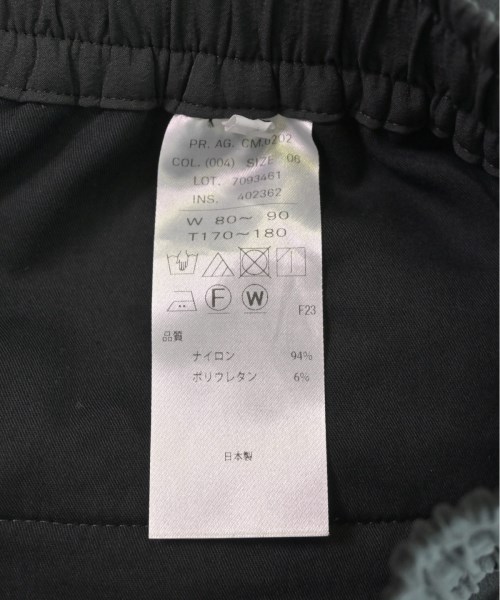 PR. AG. CM.6202
COL. (004) SIZE 06
LOT. 7093461
INS. 402362
W 80～ 90
T170～180
F W
F23
品質
ナイロン 94%
ポリウレタン 6%
日本製